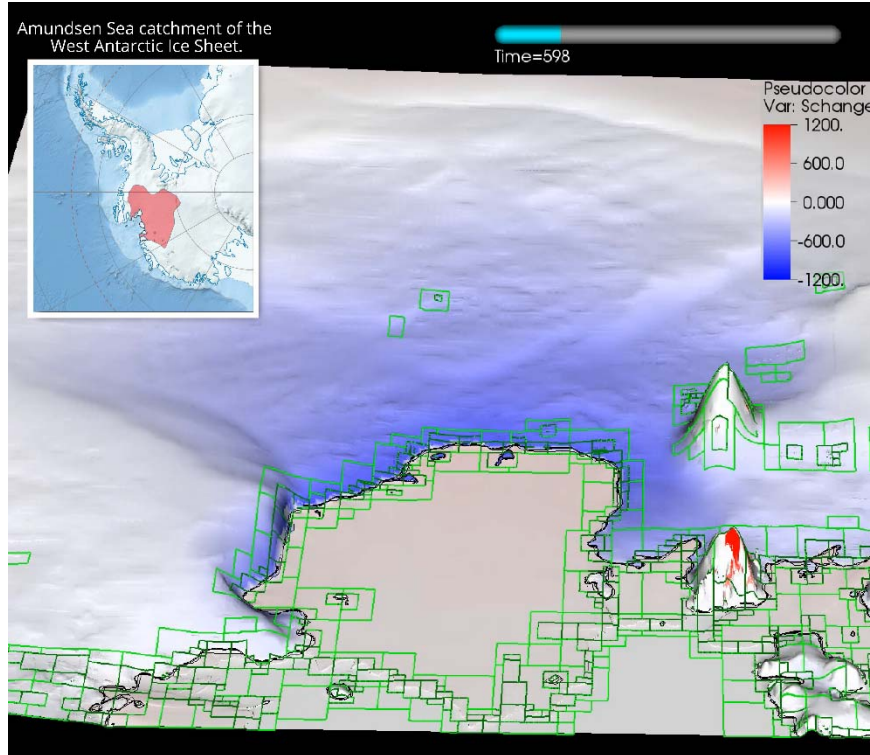 Amundsen Sea catchment of the
West Antarctic Ice Sheet.
Time=598
Pseudocolor
Var: Schange
1200.
600.0
0.000
-600.0
-1200.